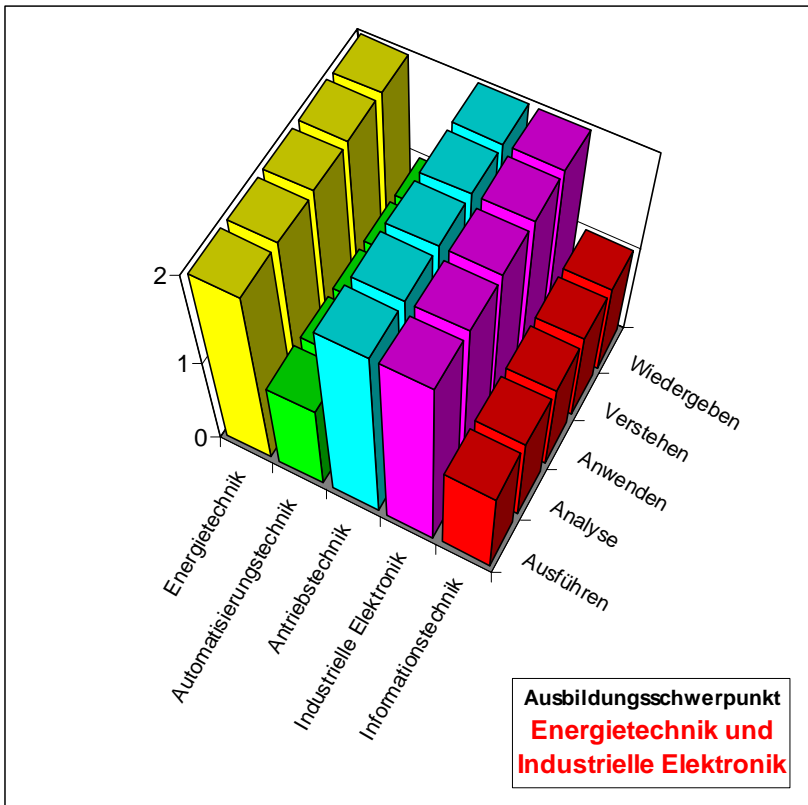 2
1
0
Energietechnik
Automatisierungstechnik
Antriebstechnik
Industrielle Elektronik
Informationstechnik
Wiedergeben
Verstehen
Anwenden
Analyse
Ausführen
Ausbildungsschwerpunkt
Energietechnik und
Industrielle Elektronik